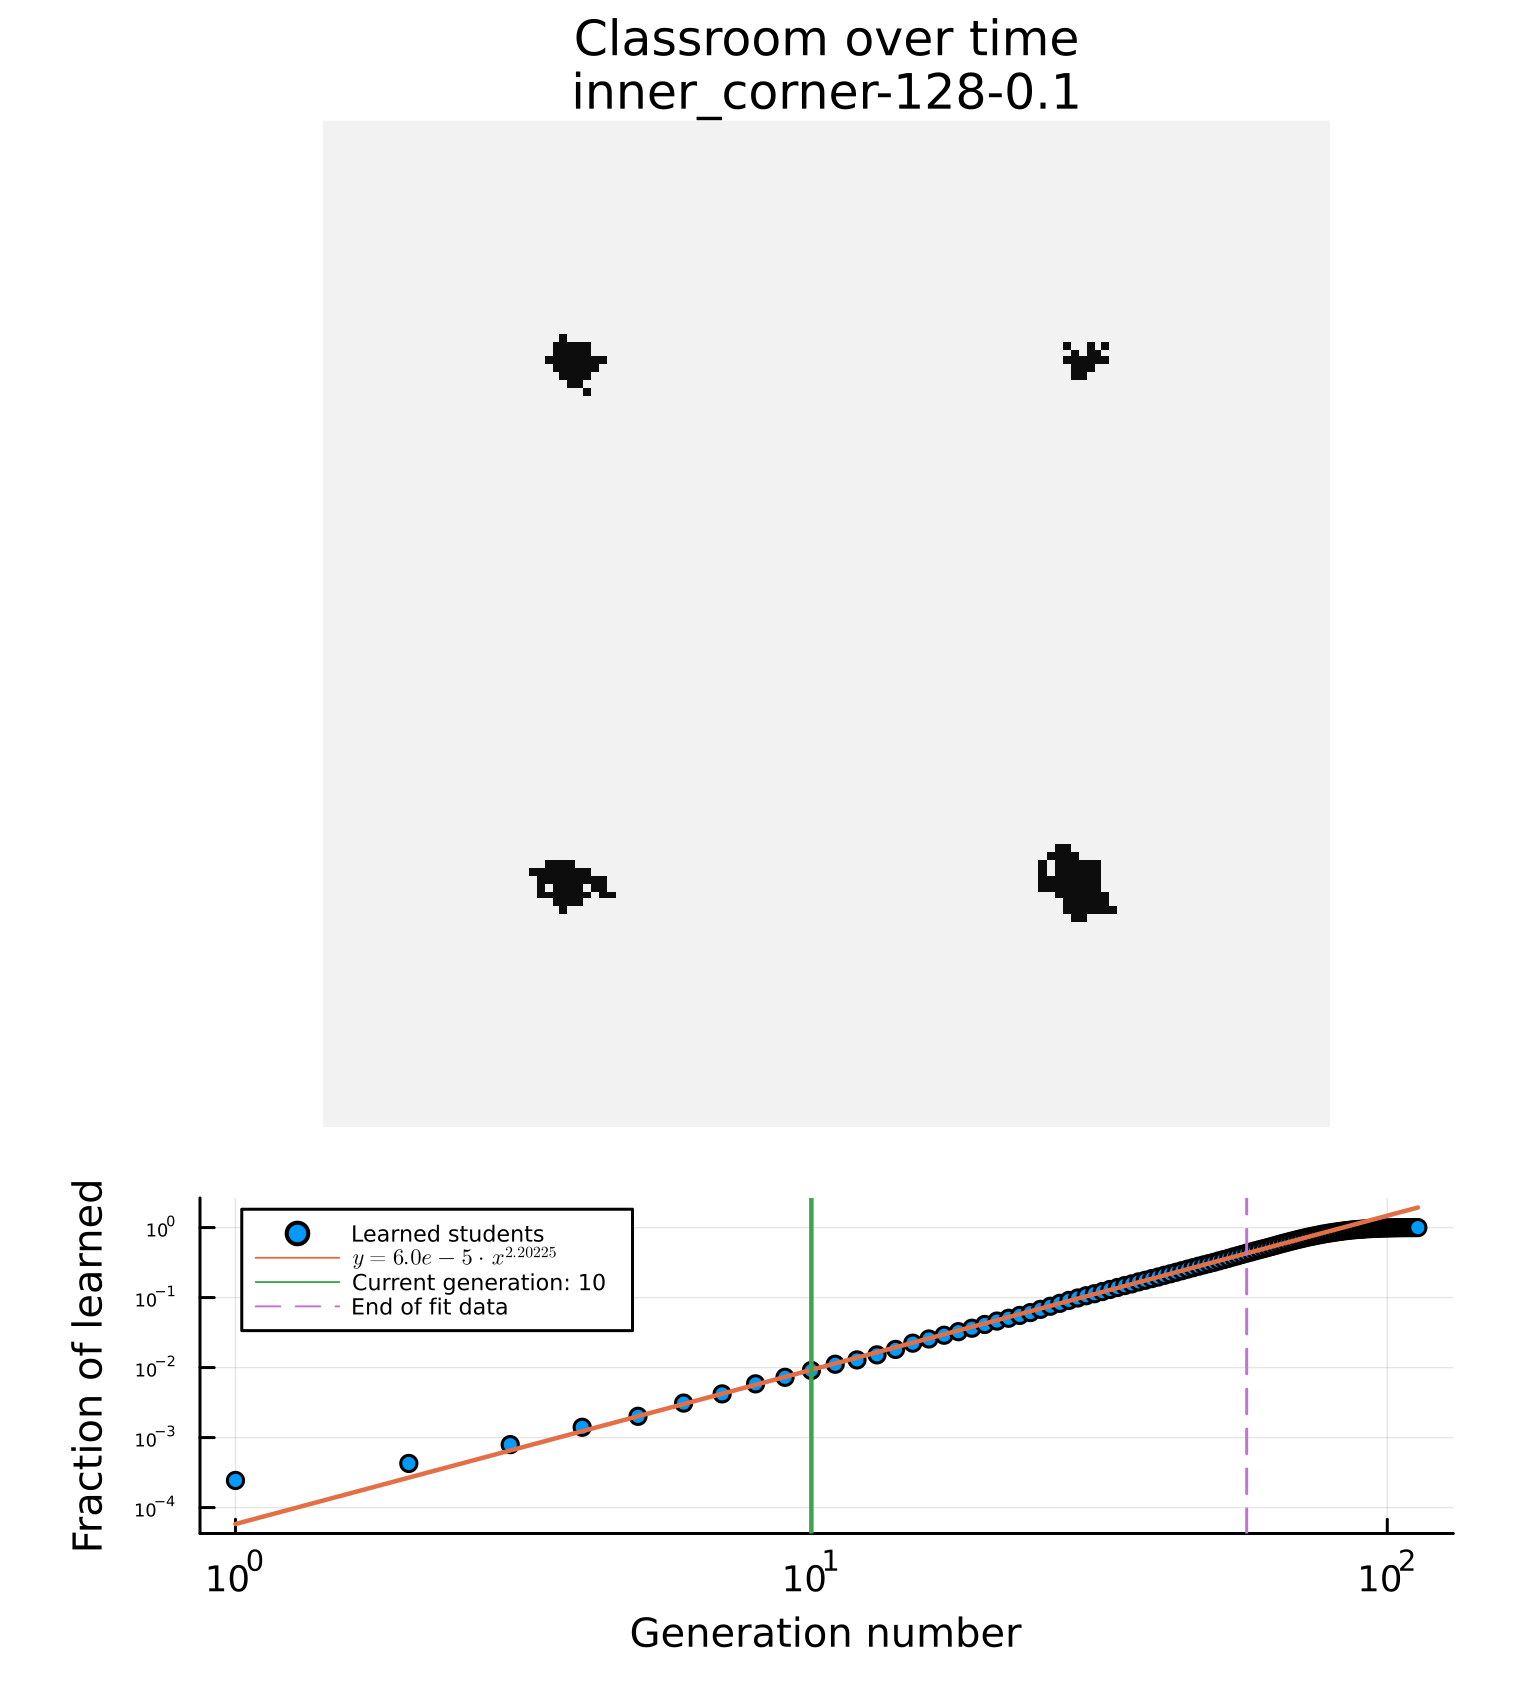 Classroom over time
inner_corner-128-0.1
Fraction of learned
10^0
10^-1
10^-2
10^-3
10^-4
Learned students
y = 6.0e − 5 · x^2.20225
Current generation: 10
End of fit data
10^0
10^1
10^2
Generation number